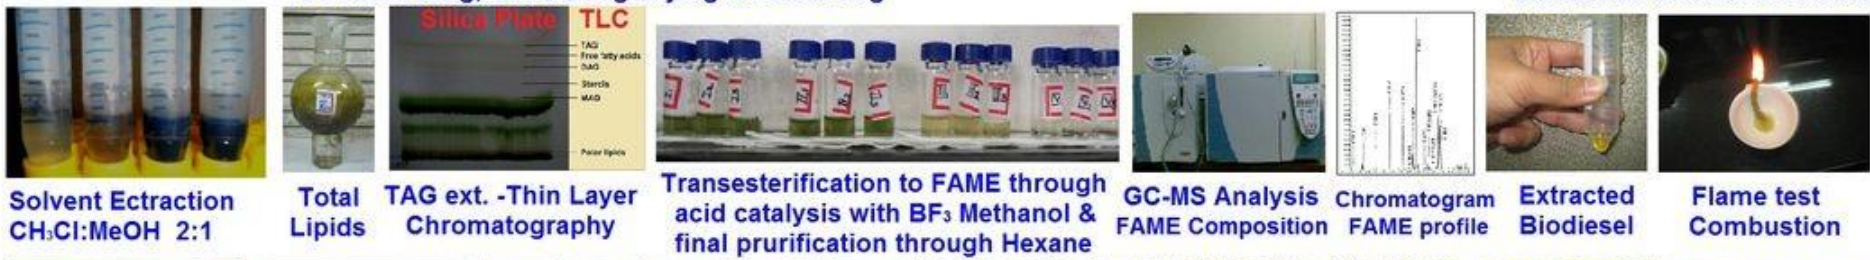 Silica Plate TLC
TAG
Free fatty acids
DAG
Sterols
MAG
Polar lipids
Solvent Ectraction
CH₃Cl:MeOH 2:1
Total
Lipids
TAG ext. -Thin Layer
Chromatography
Transesterification to FAME through
acid catalysis with BF₃ Methanol &
final prurification through Hexane
GC-MS Analysis
FAME Composition
Chromatogram
FAME profile
Extracted
Biodiesel
Flame test
Combustion